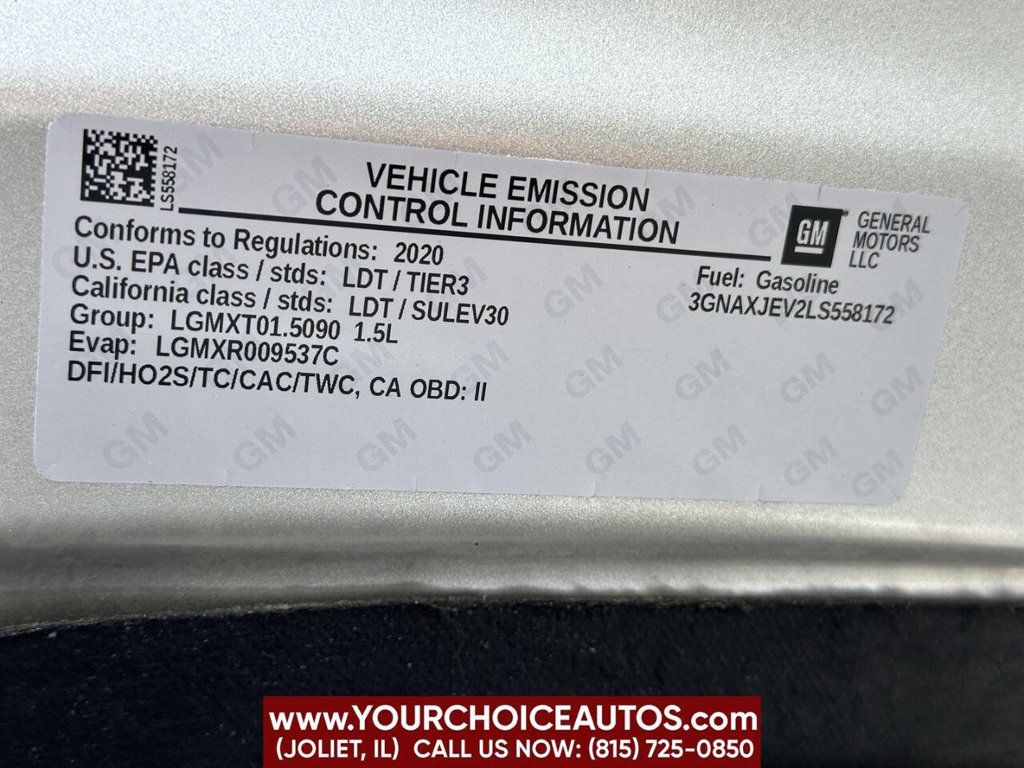 LS558172
VEHICLE EMISSION
CONTROL INFORMATION
GM
GENERAL
MOTORS
LLC
Conforms to Regulations: 2020
U.S. EPA class / stds: LDT / TIER3
California class / stds: LDT / SULEV30
Group: LGMXT01.5090 1.5L
Evap: LGMXR009537C
DFI/HO2S/TC/CAC/TWC, CA OBD: II
Fuel: Gasoline
3GNAXJEV2LS558172
www.YOURCHOICEAUTOS.com
(JOLIET, IL) CALL US NOW: (815) 725-0850